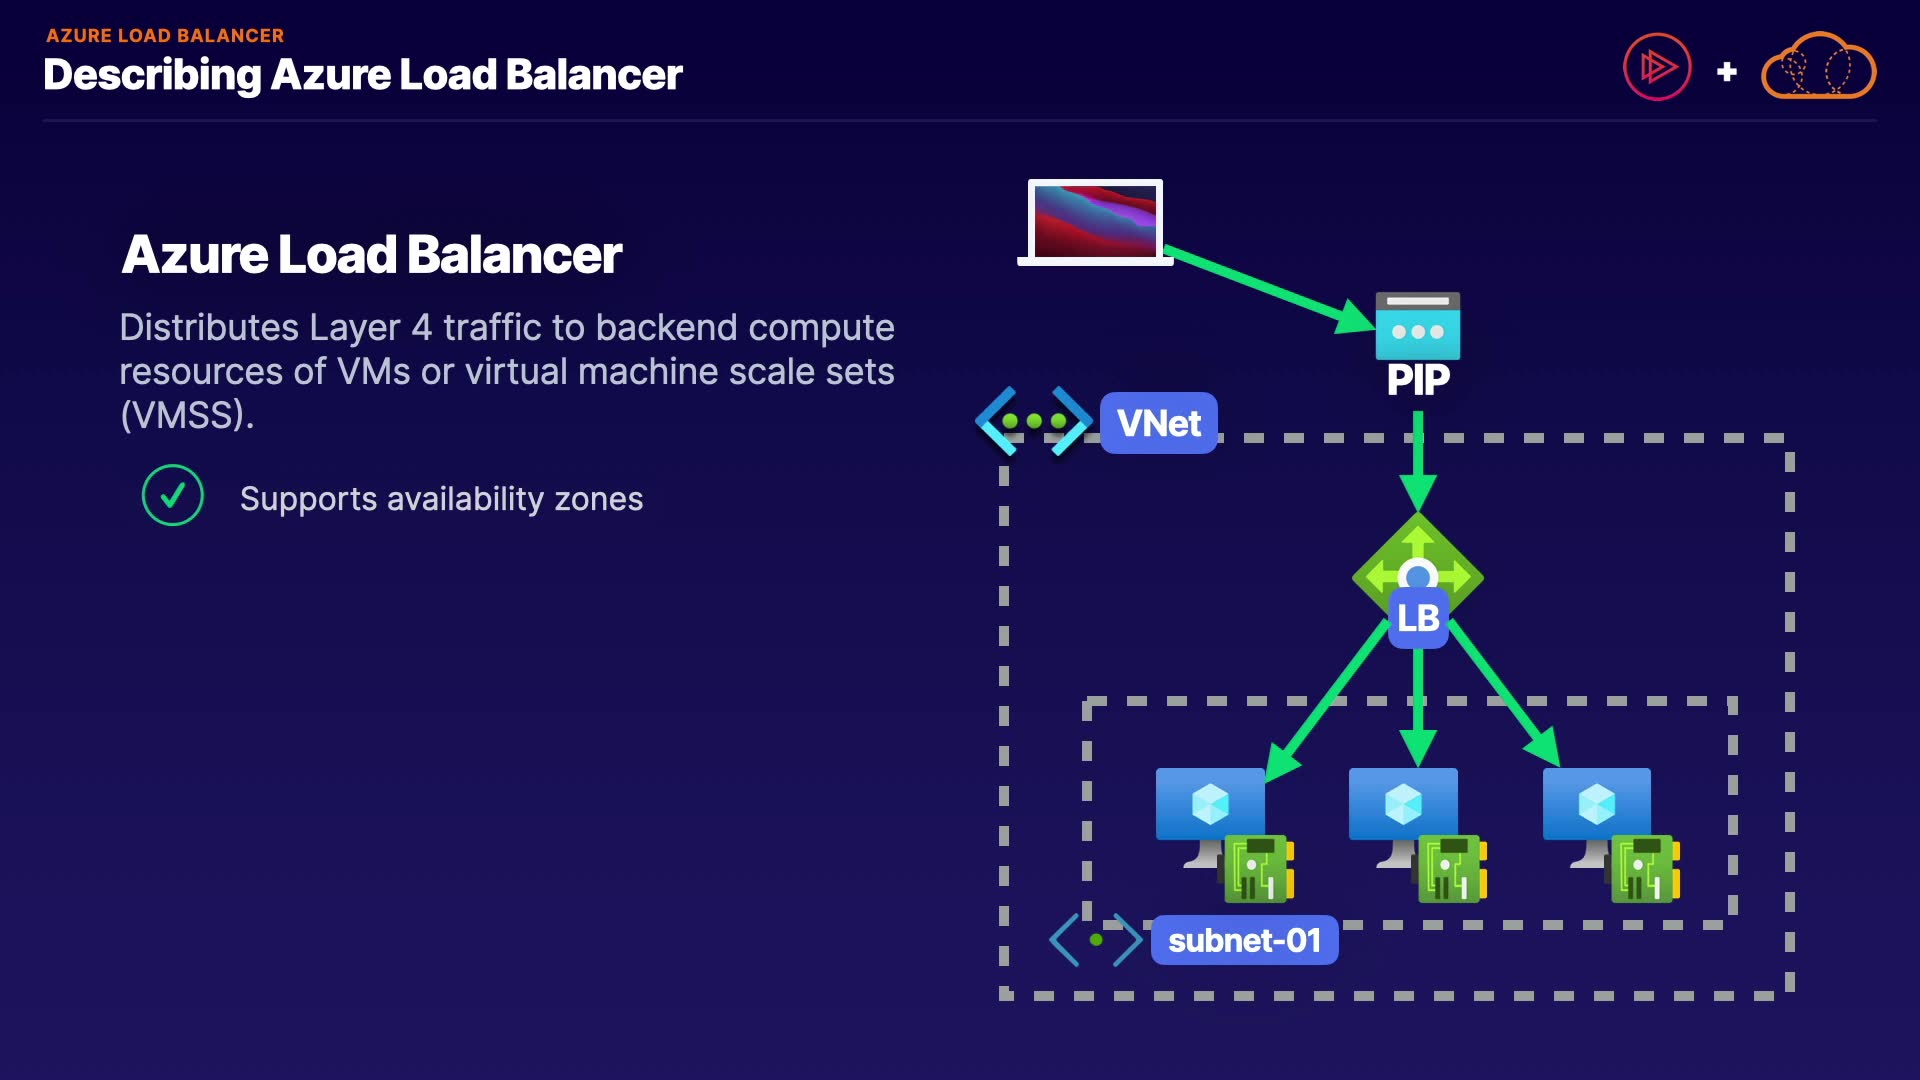 AZURE LOAD BALANCER
Describing Azure Load Balancer
Azure Load Balancer
Distributes Layer 4 traffic to backend compute
resources of VMs or virtual machine scale sets
(VMSS).
Supports availability zones
PIP
VNet
LB
subnet-01